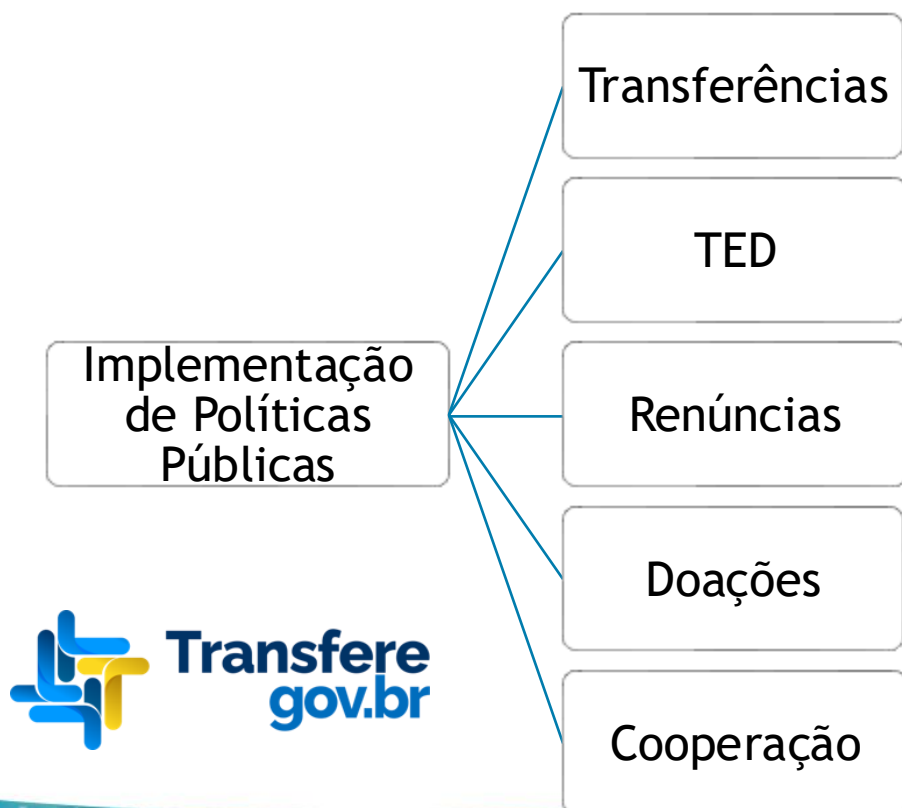 Transferências
TED
Implementação
de Políticas
Públicas
Renúncias
Doações
Cooperação
Transfere
gov.br